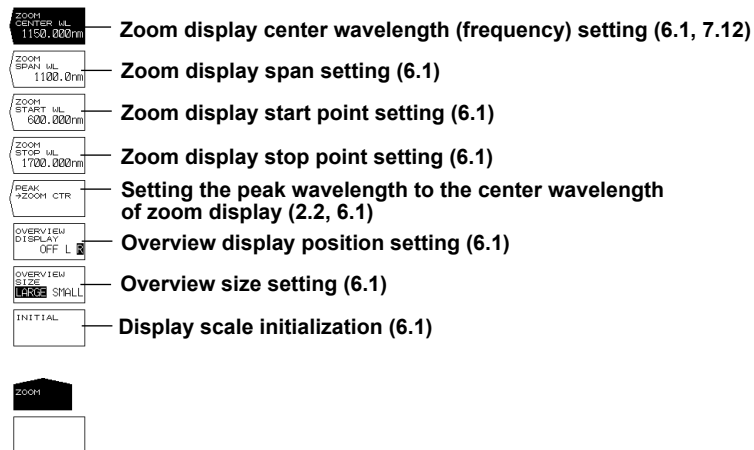 ZOOM
CENTER WL
1150.000nm
Zoom display center wavelength (frequency) setting (6.1, 7.12)
ZOOM
SPAN WL
1100.0nm
Zoom display span setting (6.1)
ZOOM
START WL
600.000nm
Zoom display start point setting (6.1)
ZOOM
STOP WL
1700.000nm
Zoom display stop point setting (6.1)
PEAK
→ZOOM CTR
Setting the peak wavelength to the center wavelength
of zoom display (2.2, 6.1)
OVERVIEW
DISPLAY
OFF L R
Overview display position setting (6.1)
OVERVIEW
SIZE
LARGE SMALL
Overview size setting (6.1)
INITIAL
Display scale initialization (6.1)
ZOOM